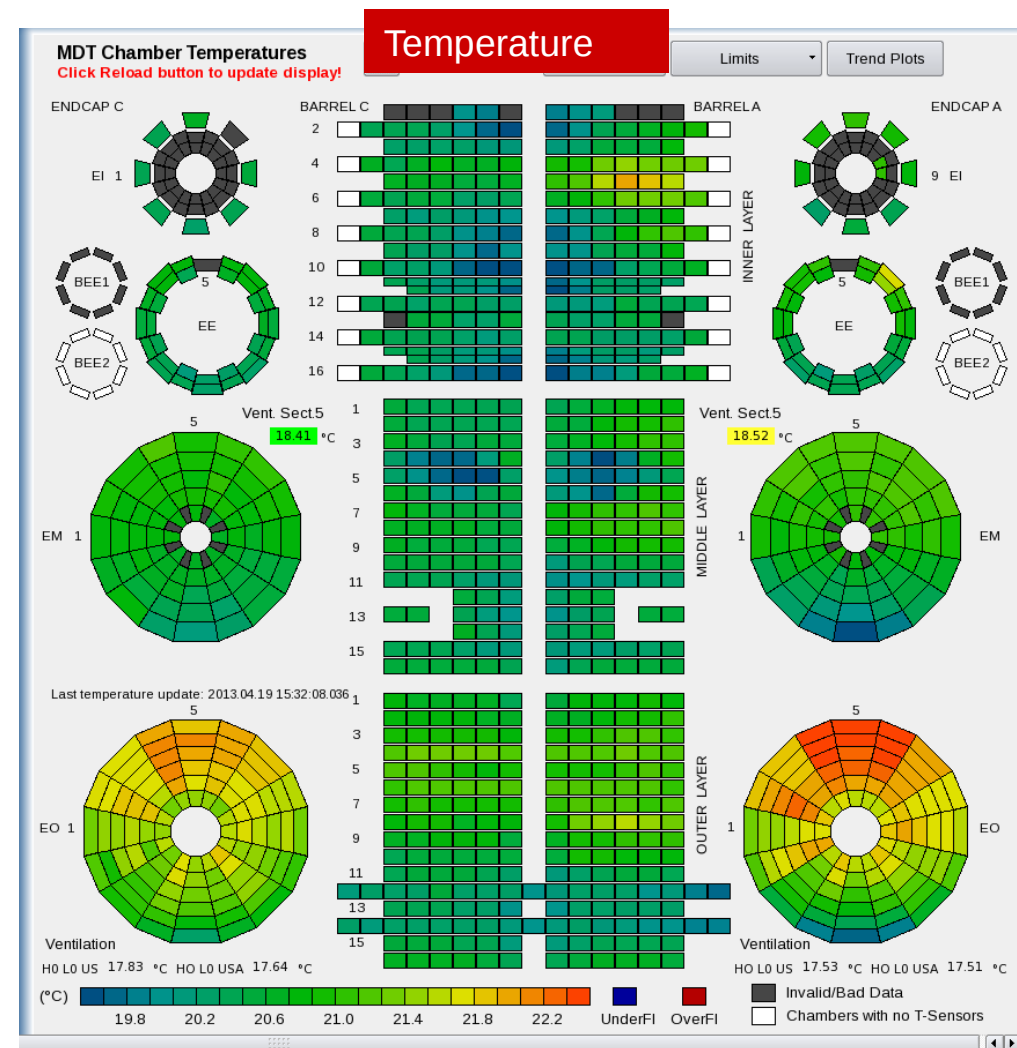 Temperature
MDT Chamber Temperatures
Click Reload button to update display!
Limits
Trend Plots
ENDCAP C
BARREL C
BARREL A
ENDCAP A
2
EI 1
4
9 EI
6
INNER LAYER
8
BEE1
5
10
5
BEE1
EE
12
EE
BEE2
14
BEE2
16
Vent. Sect.5
1
Vent. Sect.5
5
5
18.41 °C
18.52 °C
3
5
7
EM 1
MIDDLE LAYER
1 EM
9
11
13
15
Last temperature update: 2013.04.19 15:32:08.036
1
5
5
3
5
7
OUTER LAYER
EO 1
1 EO
9
11
13
15
Ventilation
Ventilation
H0 L0 US 17.83 °C HO L0 USA 17.64 °C
HO L0 US 17.53 °C HO L0 USA 17.51 °C
(°C)
19.8 20.2 20.6 21.0 21.4 21.8 22.2
UnderFl OverFl
Invalid/Bad Data
Chambers with no T-Sensors